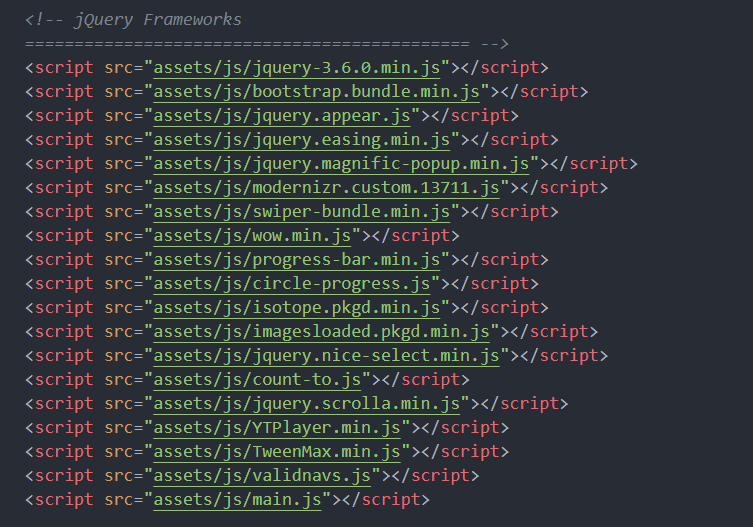 <!-- jQuery Frameworks
============================================= -->
<script src="assets/js/jquery-3.6.0.min.js"></script>
<script src="assets/js/bootstrap.bundle.min.js"></script>
<script src="assets/js/jquery.appear.js"></script>
<script src="assets/js/jquery.easing.min.js"></script>
<script src="assets/js/jquery.magnific-popup.min.js"></script>
<script src="assets/js/modernizr.custom.13711.js"></script>
<script src="assets/js/swiper-bundle.min.js"></script>
<script src="assets/js/wow.min.js"></script>
<script src="assets/js/progress-bar.min.js"></script>
<script src="assets/js/circle-progress.js"></script>
<script src="assets/js/isotope.pkgd.min.js"></script>
<script src="assets/js/imagesloaded.pkgd.min.js"></script>
<script src="assets/js/jquery.nice-select.min.js"></script>
<script src="assets/js/count-to.js"></script>
<script src="assets/js/jquery.scrolla.min.js"></script>
<script src="assets/js/YTPlayer.min.js"></script>
<script src="assets/js/TweenMax.min.js"></script>
<script src="assets/js/validnavs.js"></script>
<script src="assets/js/main.js"></script>